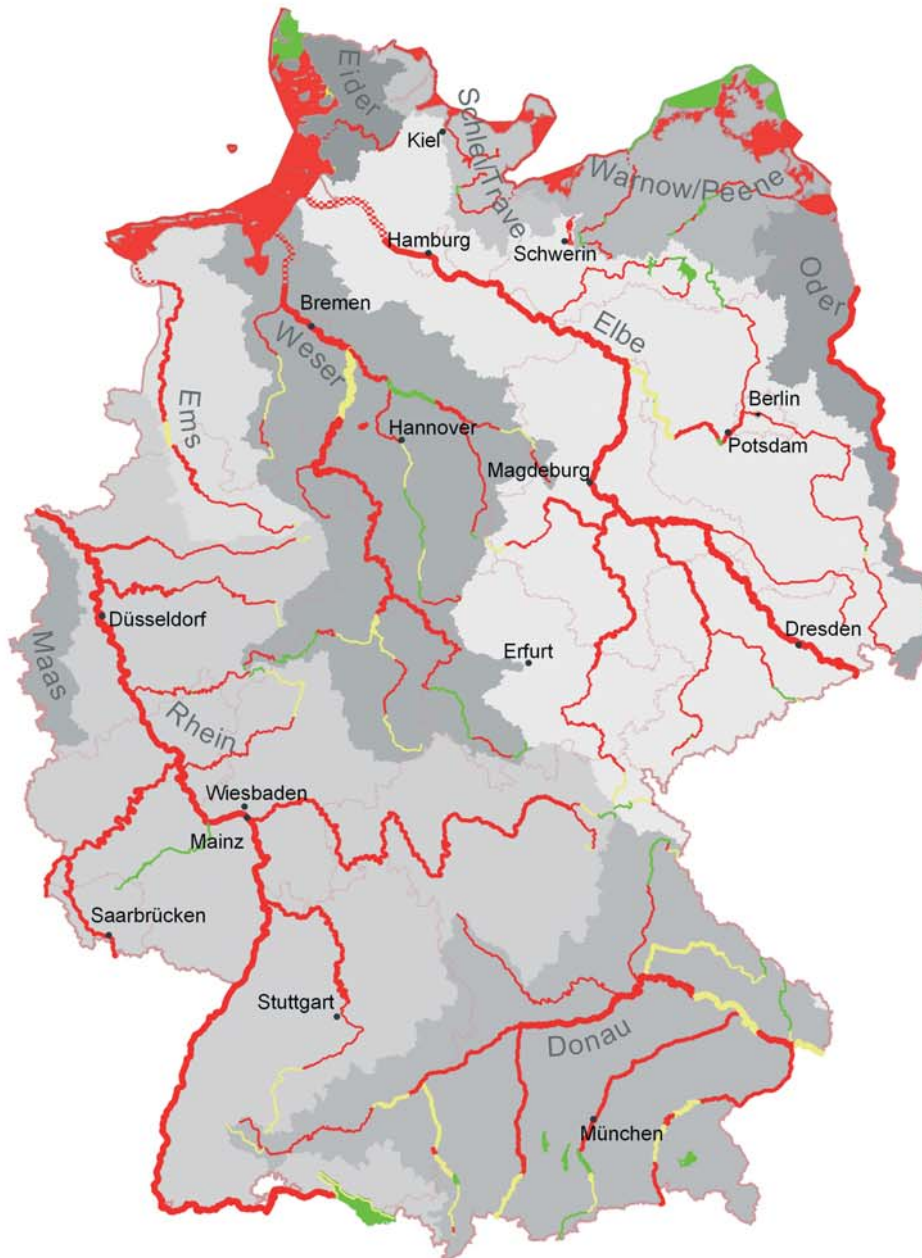 Eider
Kiel
Schlei/Trave
Warnow/Peene
Hamburg
Schwerin
Oder
Bremen
Weser
Elbe
Ems
Berlin
Hannover
Potsdam
Magdeburg
Düsseldorf
Maas
Dresden
Erfurt
Rhein
Wiesbaden
Mainz
Saarbrücken
Stuttgart
Donau
München